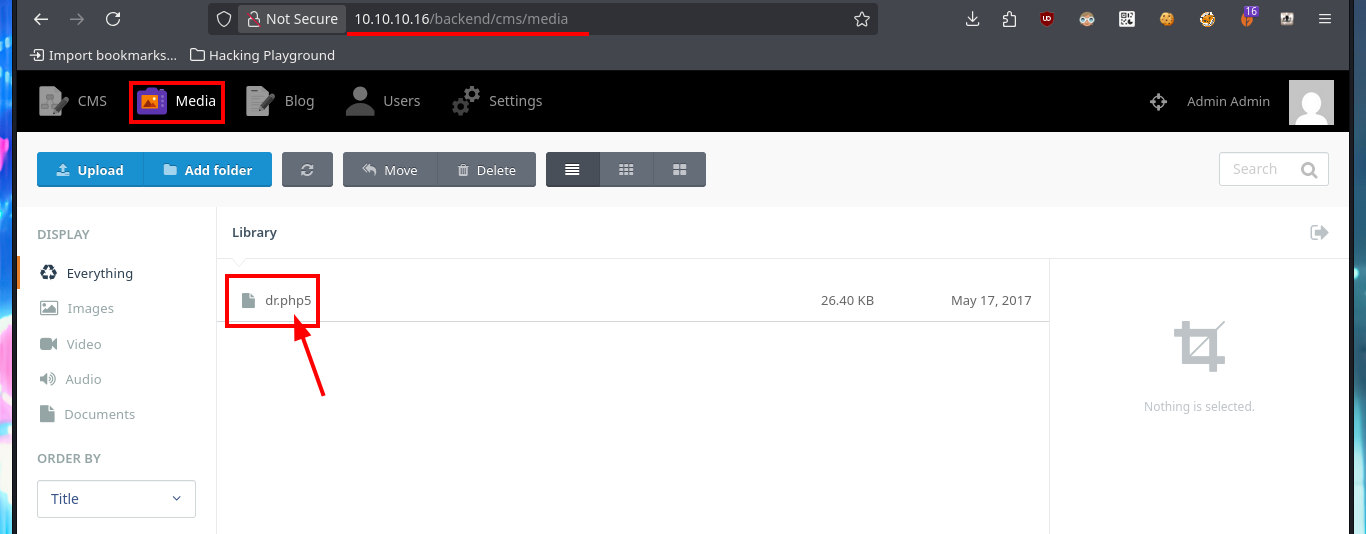 Not Secure 10.10.10.16/backend/cms/media 16
Import bookmarks... Hacking Playground
CMS Media Blog Users Settings Admin Admin
Upload Add folder Move Delete Search
DISPLAY
Library
Everything
dr.php5 26.40 KB May 17, 2017
Images
Video
Audio
Nothing is selected.
Documents
ORDER BY
Title